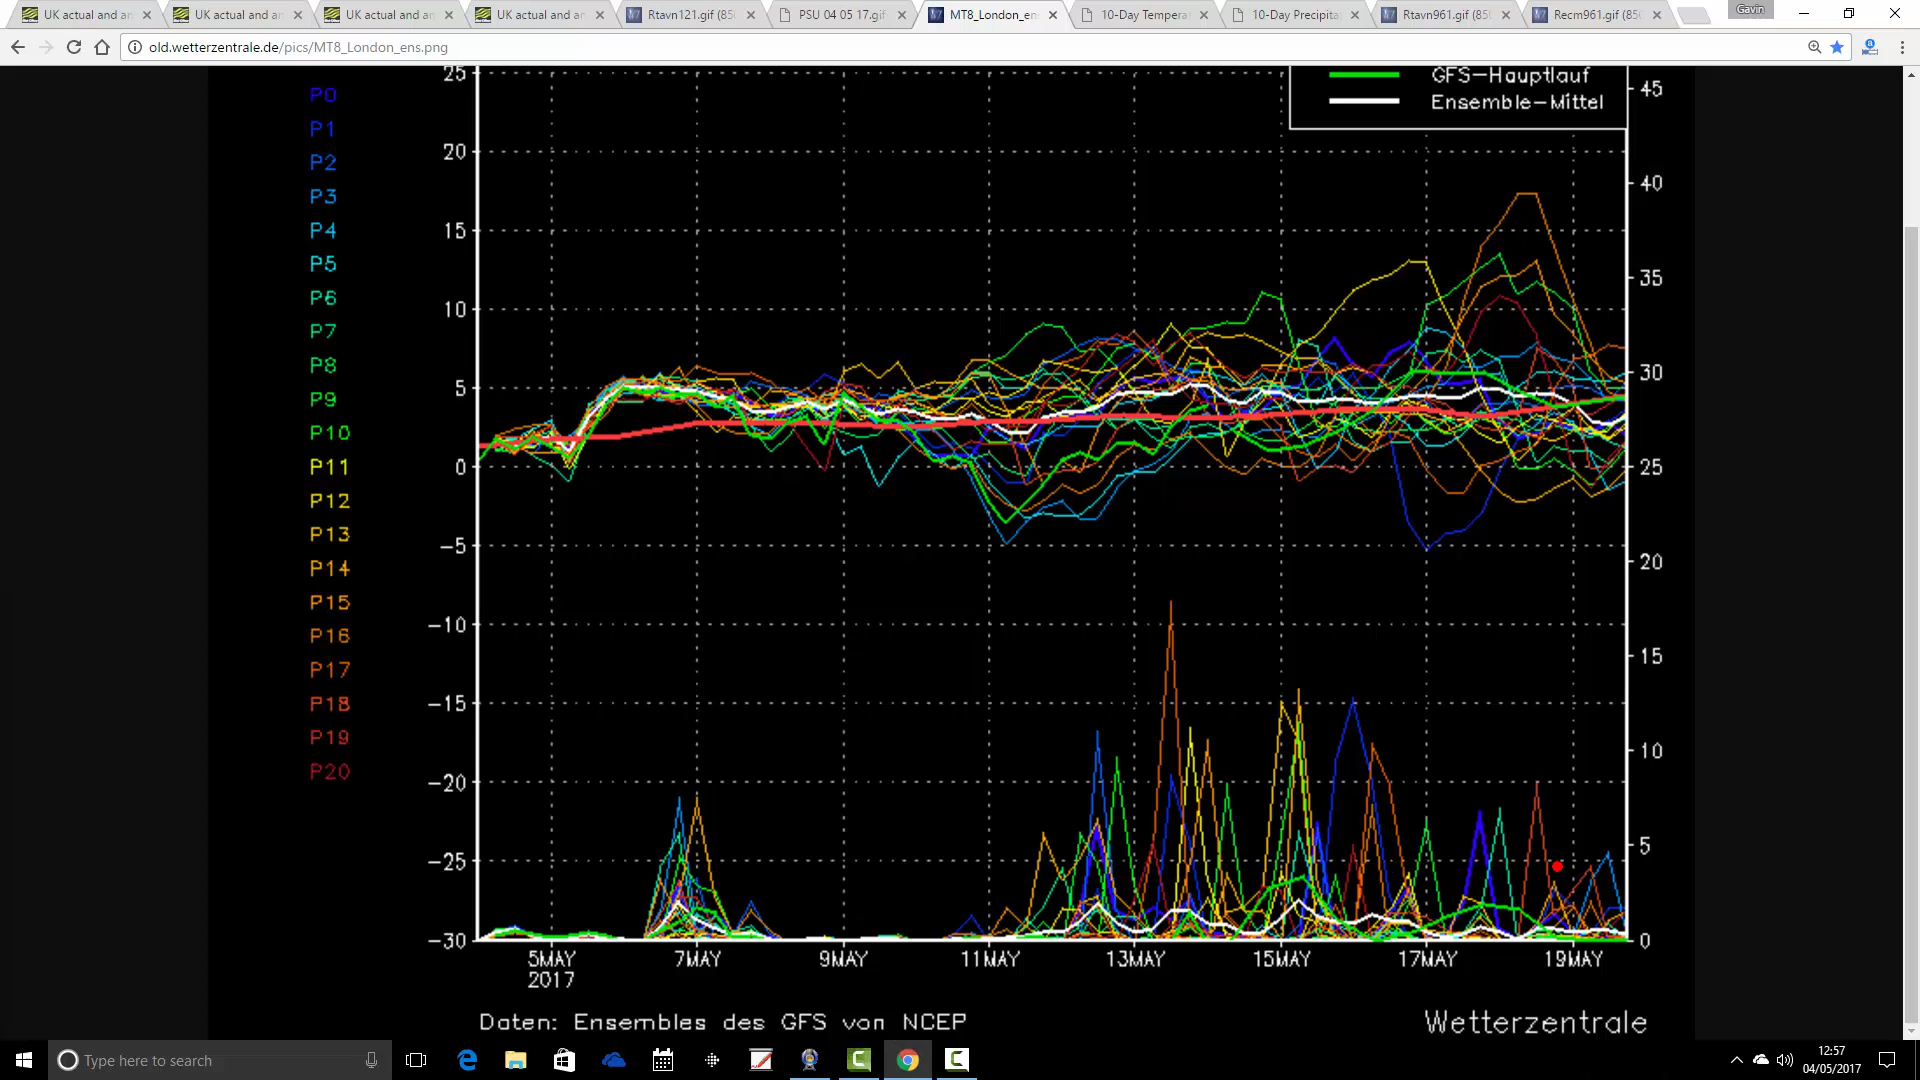 UK actual and an
UK actual and an
UK actual and an
UK actual and an
Rtavn121.gif (85
PSU 04 05 17.gif
MT8_London_en
10-Day Tempera
10-Day Precipita
Rtavn961.gif (85
Recm961.gif (85
Gavin
old.wetterzentrale.de/pics/MT8_London_ens.png
GFS-Hauptlauf
Ensemble-Mittel
P0
P1
P2
P3
P4
P5
P6
P7
P8
P9
P10
P11
P12
P13
P14
P15
P16
P17
P18
P19
P20
25
20
15
10
5
0
-5
-10
-15
-20
-25
-30
45
40
35
30
25
20
15
10
5
0
5MAY 7MAY 9MAY 11MAY 13MAY 15MAY 17MAY 19MAY
2017
Daten: Ensembles des GFS von NCEP
Wetterzentrale
Type here to search
12:57
04/05/2017